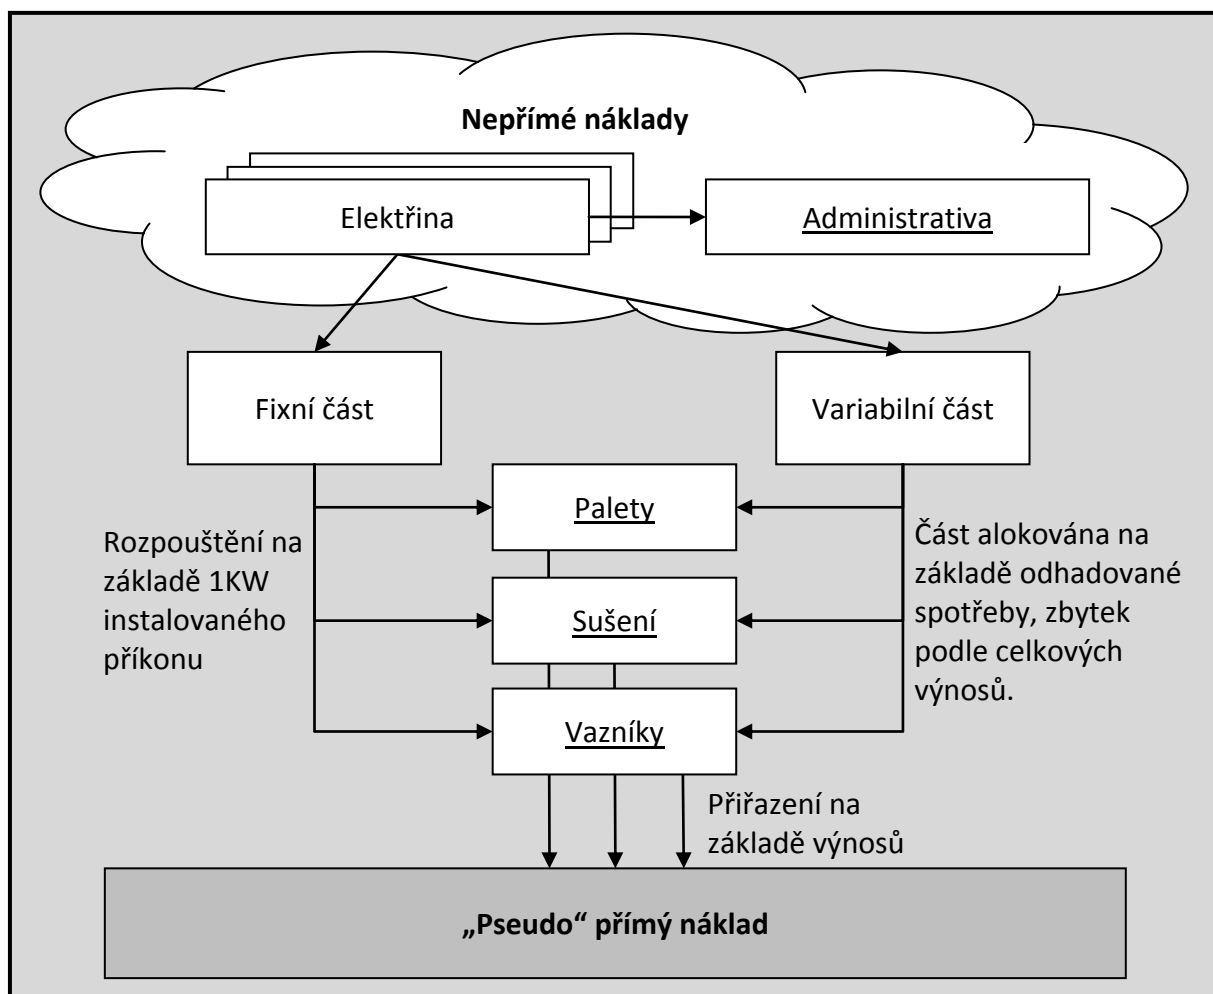 Nepřímé náklady
Elektřina
Administrativa
Fixní část
Variabilní část
Palety
Rozpouštění na
základě 1KW
instalovaného
příkonu
Část alokována na
základě odhadované
spotřeby, zbytek
podle celkových
výnosů.
Sušení
Vazníky
Přiřazení na
základě výnosů
„Pseudo“ přímý náklad